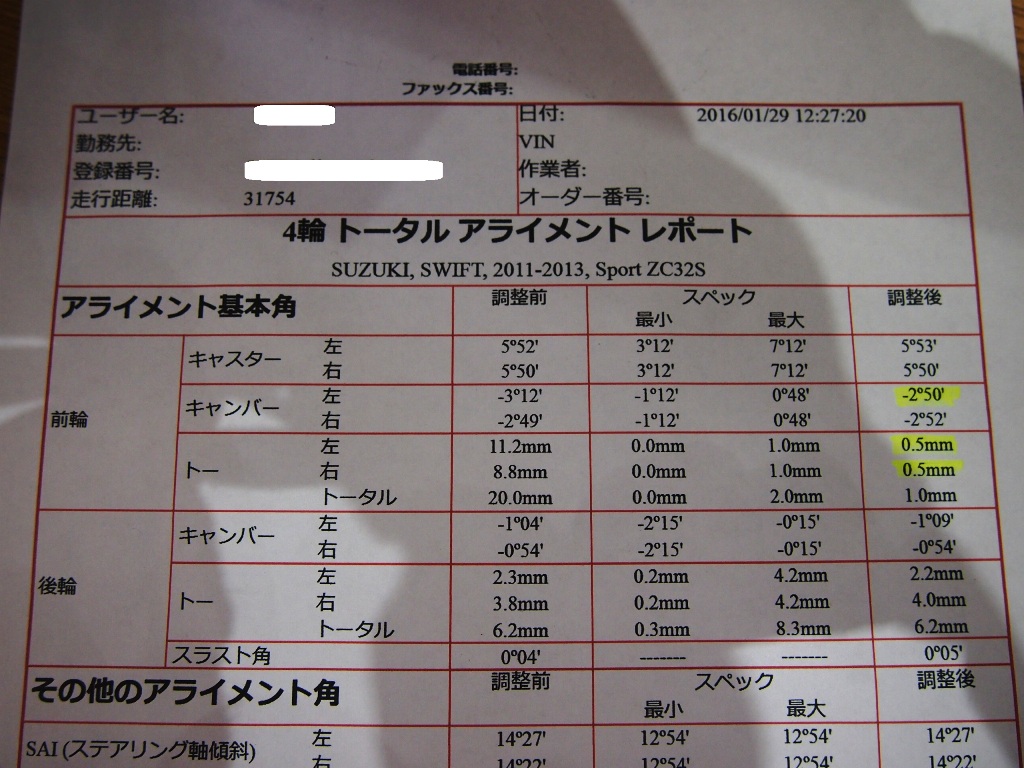 電話番号:
ファックス番号:
ユーザー名: 日付: 2016/01/29 12:27:20
勤務先: VIN
登録番号: 作業者:
走行距離: 31754 オーダー番号:
4輪 トータル アライメント レポート
SUZUKI, SWIFT, 2011-2013, Sport ZC32S
アライメント基本角 調整前 スペック 調整後
最小 最大
前輪
キャスター 左 5°52' 3°12' 7°12' 5°53'
右 5°50' 3°12' 7°12' 5°50'
キャンバー 左 -3°12' -1°12' 0°48' -2°50'
右 -2°49' -1°12' 0°48' -2°52'
トー 左 11.2mm 0.0mm 1.0mm 0.5mm
右 8.8mm 0.0mm 1.0mm 0.5mm
トータル 20.0mm 0.0mm 2.0mm 1.0mm
後輪
キャンバー 左 -1°04' -2°15' -0°15' -1°09'
右 -0°54' -2°15' -0°15' -0°54'
トー 左 2.3mm 0.2mm 4.2mm 2.2mm
右 3.8mm 0.2mm 4.2mm 4.0mm
トータル 6.2mm 0.3mm 8.3mm 6.2mm
スラスト角 0°04' ------- ------- 0°05'
その他のアライメント角 調整前 スペック 調整後
最小 最大
SAI (ステアリング軸傾斜) 左 14°27' 12°54' 12°54' 14°27'
右 14°22' 12°54' 12°54' 14°22'